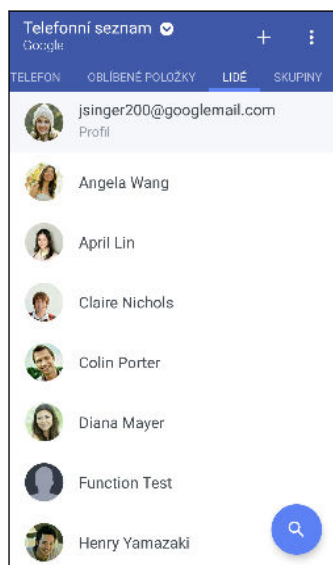 Telefonní seznam
Google
TELEFON OBLÍBENÉ POLOŽKY LIDÉ SKUPINY
jsinger200@googlemail.com
Profil
Angela Wang
April Lin
Claire Nichols
Colin Porter
Diana Mayer
Function Test
Henry Yamazaki